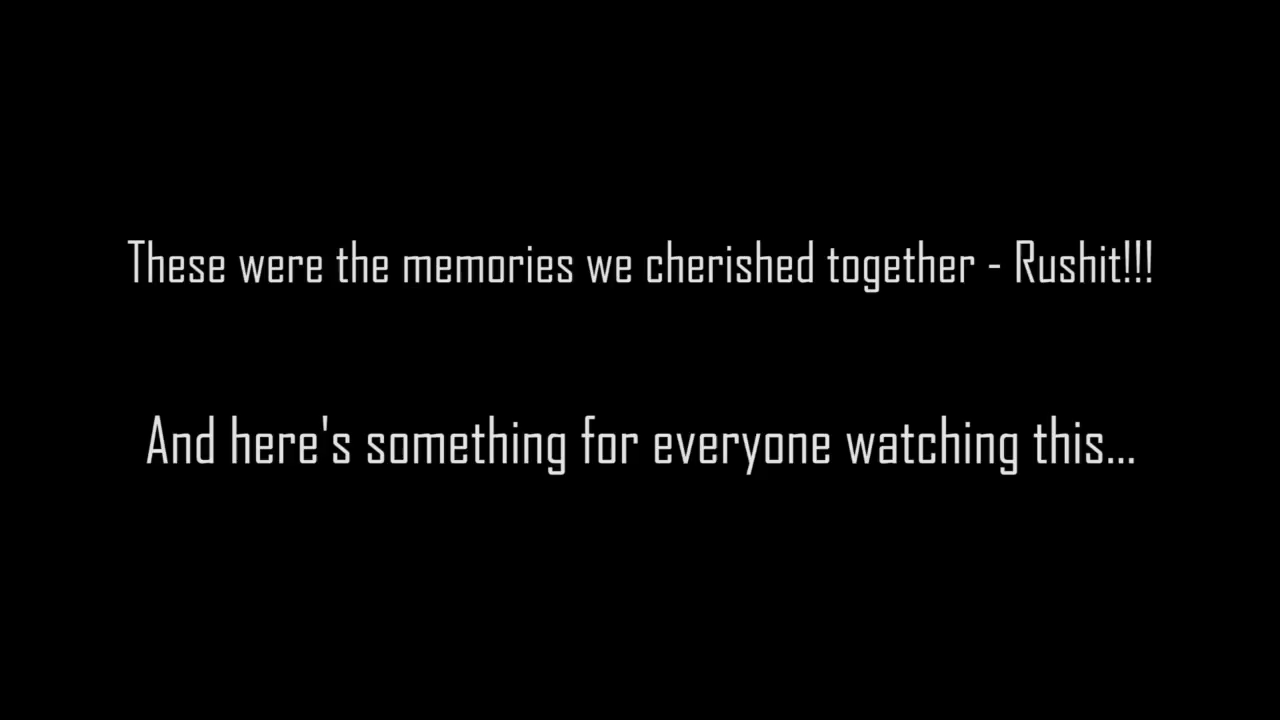 These were the memories we cherished together - Rushit!!!
And here's something for everyone watching this...